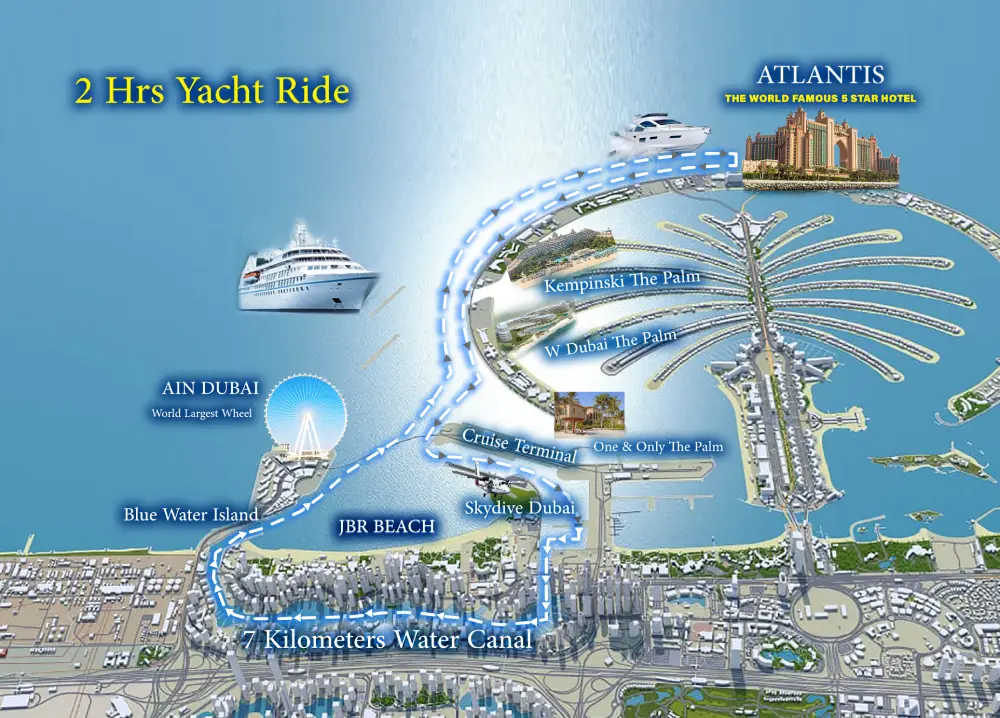 2 Hrs Yacht Ride
ATLANTIS
THE WORLD FAMOUS 5 STAR HOTEL
Kempinski The Palm
W Dubai The Palm
AIN DUBAI
World Largest Wheel
Cruise Terminal
One & Only The Palm
Skydive Dubai
Blue Water Island
JBR BEACH
7 Kilometers Water Canal